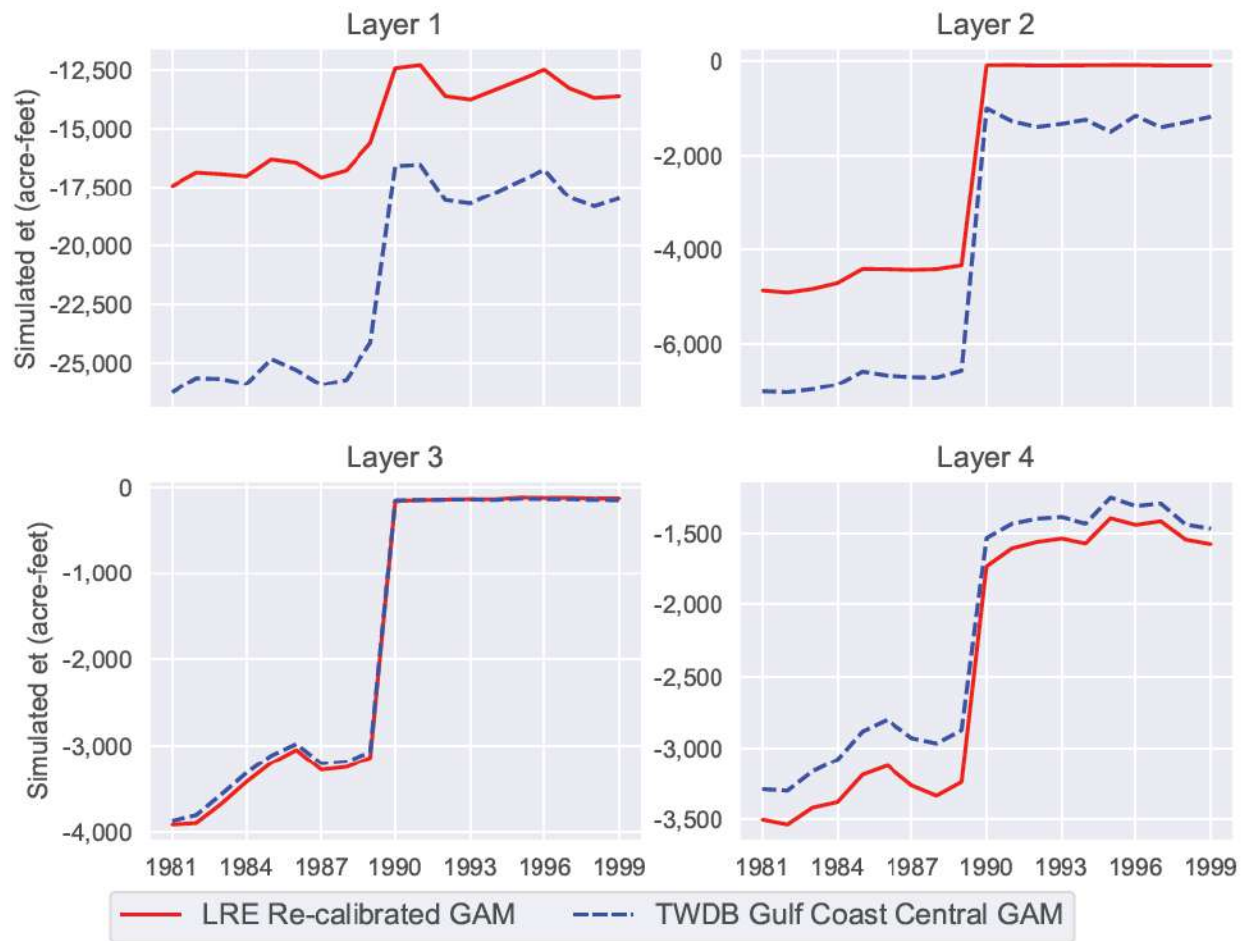 Layer 1
Layer 2
Simulated et (acre-feet)
-12,500
-15,000
-17,500
-20,000
-22,500
-25,000
0
-2,000
-4,000
-6,000
Layer 3
Layer 4
Simulated et (acre-feet)
0
-1,000
-2,000
-3,000
-4,000
-1,500
-2,000
-2,500
-3,000
-3,500
1981 1984 1987 1990 1993 1996 1999
1981 1984 1987 1990 1993 1996 1999
LRE Re-calibrated GAM
TWDB Gulf Coast Central GAM